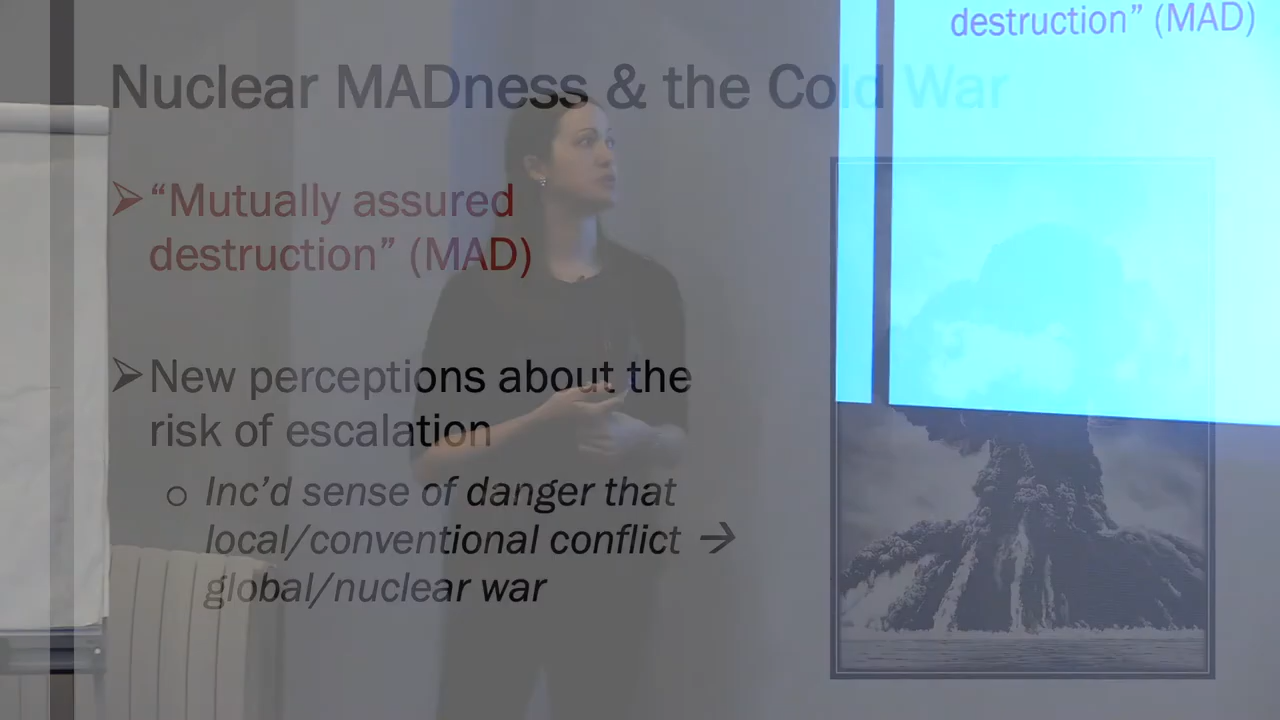 Nuclear MADness & the Cold War
destruction” (MAD)
➢ “Mutually assured
destruction” (MAD)
➢ New perceptions about the
risk of escalation
o Inc’d sense of danger that
local/conventional conflict →
global/nuclear war